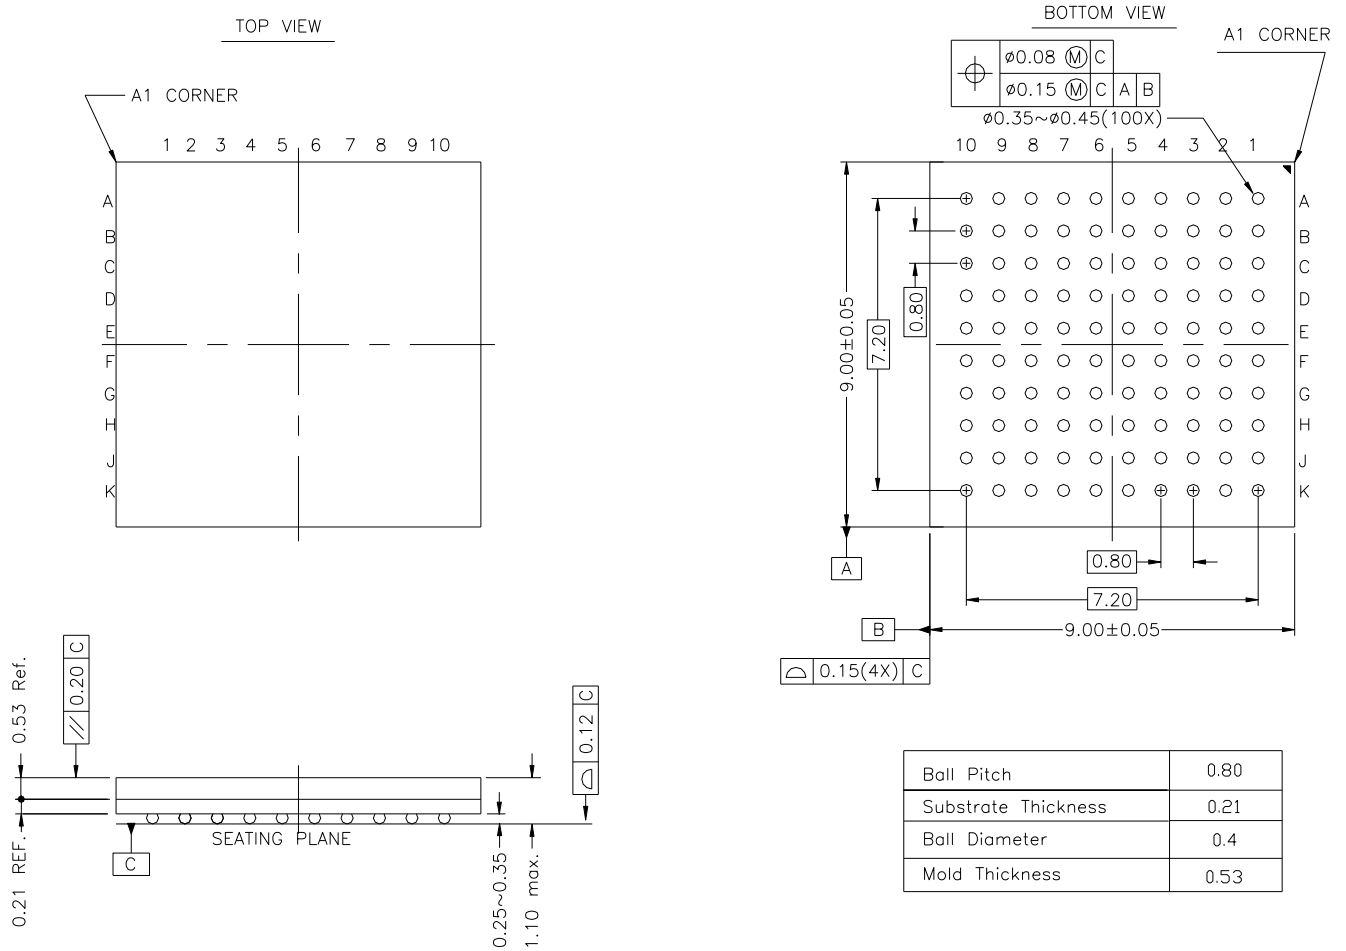 TOP VIEW
A1 CORNER
1 2 3 4 5 6 7 8 9 10
A
B
C
D
E
F
G
H
J
K
BOTTOM VIEW
A1 CORNER
ø0.08 Ⓜ C
ø0.15 Ⓜ C A B
ø0.35~ø0.45(100X)
10 9 8 7 6 5 4 3 2 1
A
B
C
D
E
F
G
H
J
K
9.00±0.05
7.20
0.80
A
0.80
7.20
B
9.00±0.05
0.15(4X) C
0.53 Ref.
0.21 REF.
// 0.20 C
0.12 C
SEATING PLANE
C
0.25~0.35
1.10 max.
Ball Pitch 0.80
Substrate Thickness 0.21
Ball Diameter 0.4
Mold Thickness 0.53